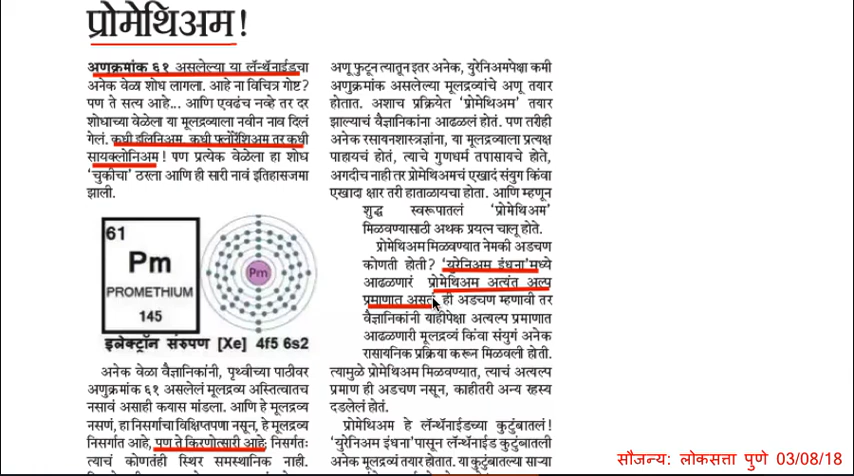 प्रोमेथिअम!
अणुक्रमांक ६१ असलेल्या या लॅन्थॅनाईडचा
अनेक वेळा शोध लागला. आहे ना विचित्र गोष्ट?
पण ते सत्य आहे... आणि एवढंच नव्हे तर दर
शोधाच्या वेळेला या मूलद्रव्याला नवीन नाव दिलं
गेलं. कधी इलिनिअम, कधी फ्लोरेंशिअम तर कधी
सायक्लोनिअम! पण प्रत्येक वेळेला हा शोध
'चुकीचा' ठरला आणि ही सारी नावं इतिहासजमा
झाली.
61
Pm
PROMETHIUM
145
Pm
इलेक्ट्रॉन संरुपण [Xe] 4f5 6s2
अनेक वेळा वैज्ञानिकांनी, पृथ्वीच्या पाठीवर
अणुक्रमांक ६१ असलेलं मूलद्रव्य अस्तित्वातच
नसावं असाही कयास मांडला. आणि हे मूलद्रव्य
नसणं, हा निसर्गाचा विक्षिप्तपणा नसून, हे मूलद्रव्य
निसर्गात आहे, पण ते किरणोत्सारी आहे; निसर्गतः
त्याचं कोणतंही स्थिर समस्थानिक नाही.
अणू फुटून त्यातून इतर अनेक, युरेनिअमपेक्षा कमी
अणुक्रमांक असलेल्या मूलद्रव्यांचे अणू तयार
होतात. अशाच प्रक्रियेत 'प्रोमेथिअम' तयार
झाल्याचं वैज्ञानिकांना आढळलं होतं. पण तरीही
अनेक रसायनशास्त्रज्ञांना, या मूलद्रव्याला प्रत्यक्ष
पाहायचं होतं, त्याचे गुणधर्म तपासायचे होते,
अगदीच नाही तर प्रोमेथिअमचं एखादं संयुग किंवा
एखादा क्षार तरी हाताळायचा होता. आणि म्हणून
शुद्ध स्वरूपातलं 'प्रोमेथिअम'
मिळवण्यासाठी अथक प्रयत्न चालू होते.
प्रोमेथिअम मिळवण्यात नेमकी अडचण
कोणती होती? 'युरेनिअम इंधना'मध्ये
आढळणारं प्रोमेथिअम अत्यंत अल्प
प्रमाणात असतं, ही अडचण म्हणावी तर
वैज्ञानिकांनी याहीपेक्षा अत्यल्प प्रमाणात
आढळणारी मूलद्रव्यं किंवा संयुगं अनेक
रासायनिक प्रक्रिया करून मिळवली होती.
त्यामुळे प्रोमेथिअम मिळवण्यात, त्याचं अत्यल्प
प्रमाण ही अडचण नसून, काहीतरी अन्य रहस्य
दडलेलं होतं.
प्रोमेथिअम हे लॅन्थॅनाईडच्या कुटुंबातलं!
'युरेनिअम इंधना'पासून लॅन्थॅनाईड कुटुंबातली
अनेक मूलद्रव्यं तयार होतात. या कुटुंबातल्या साऱ्या
सौजन्य: लोकसत्ता पुणे 03/08/18